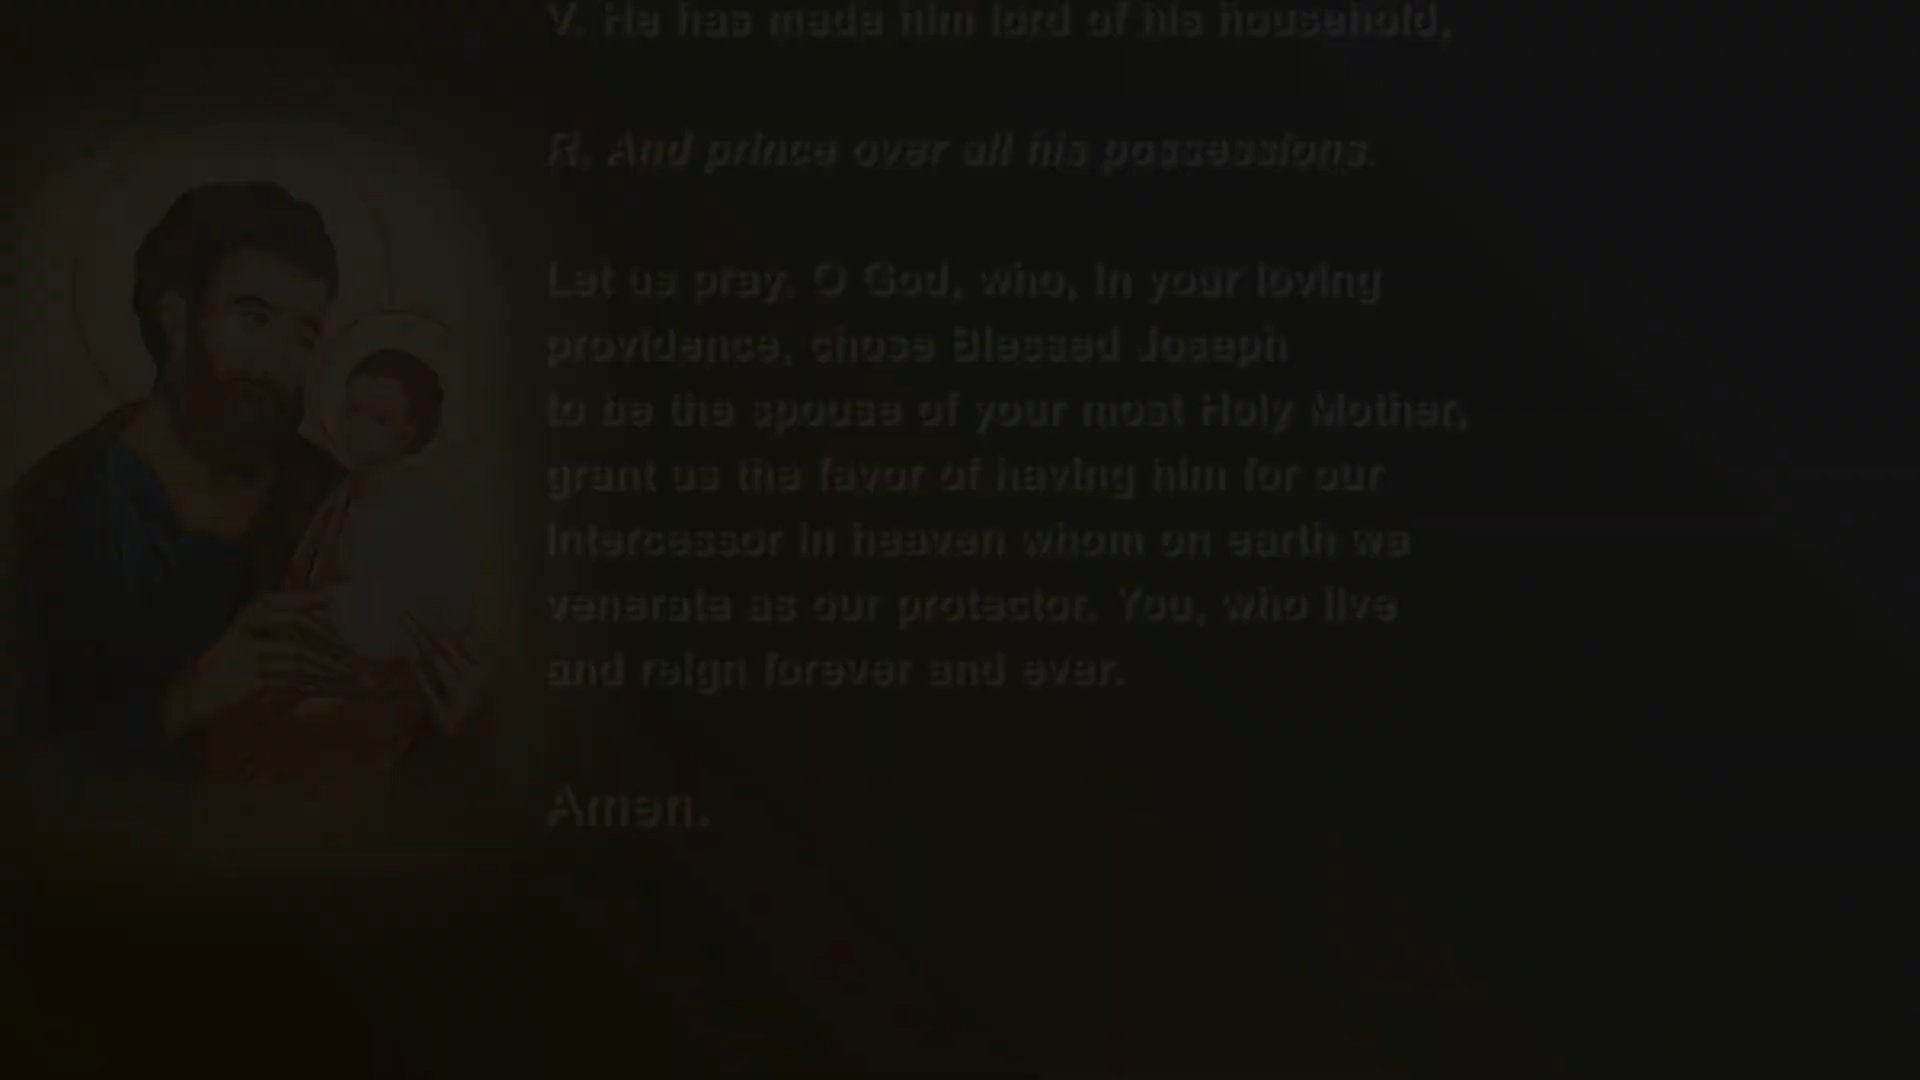 V. He has made him lord of his household,
R. And prince over all his possessions.
Let us pray. O God, who, in your loving
providence, chose Blessed Joseph
to be the spouse of your most Holy Mother,
grant us the favor of having him for our
intercessor in heaven whom on earth we
venerate as our protector. You, who live
and reign forever and ever.
Amen.